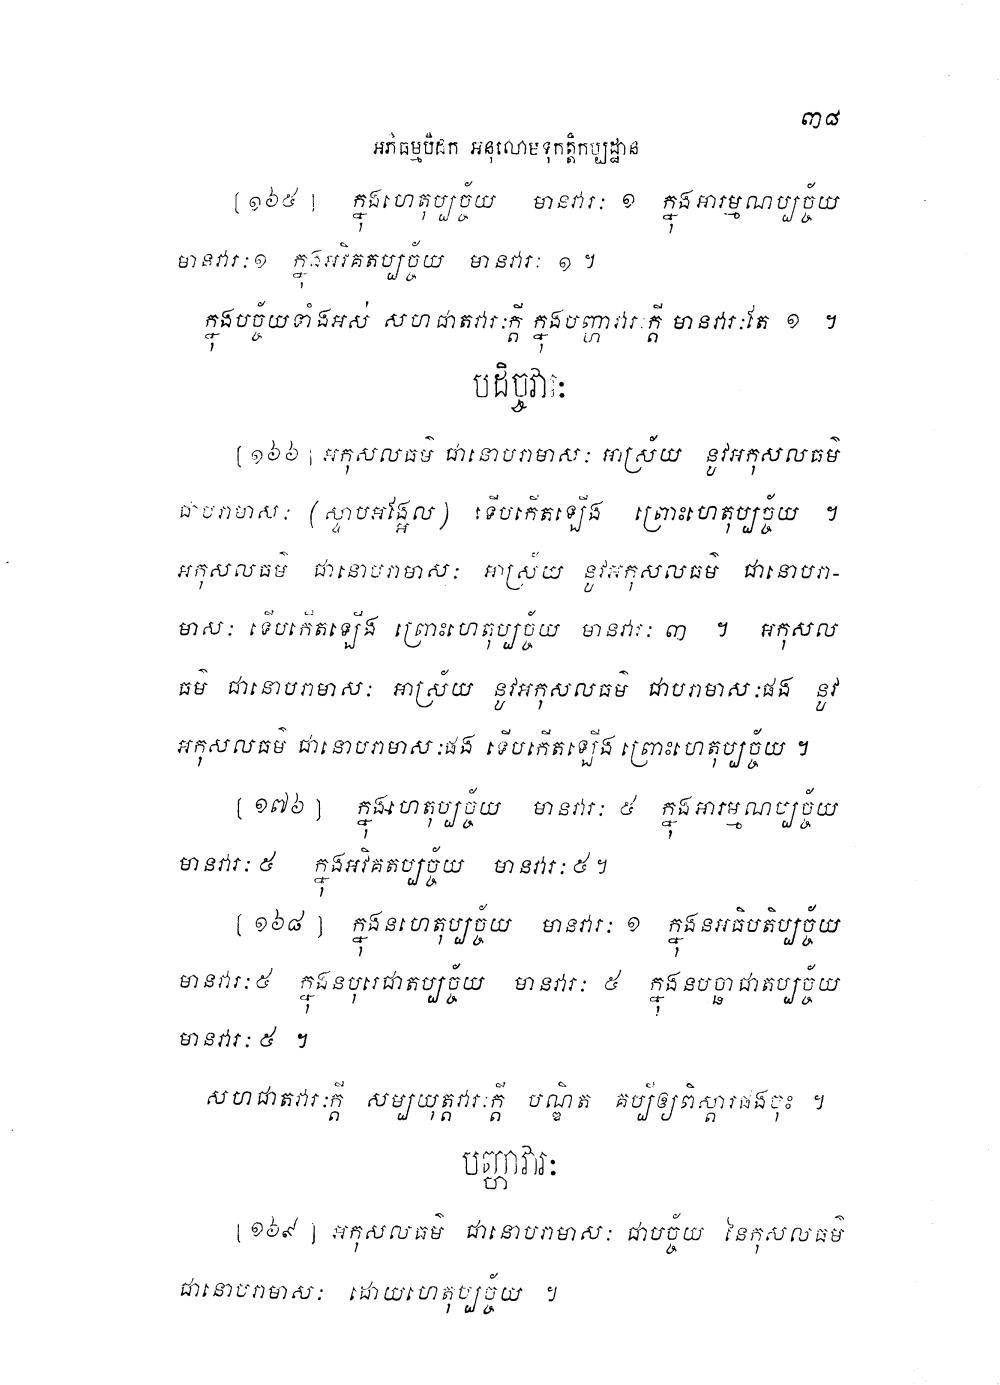 ៣៨
អភិធម្មបិដក អនុលោមទុកត្តិកប្បដ្ឋាន
[១៦៥] ក្នុងហេតុប្បច្ច័យ មានវារៈ ១ ក្នុងអារម្មណប្បច្ច័យ
មានវារៈ១ ក្នុងអវិគតប្បច្ច័យ មានវារៈ ១ ។
ក្នុងបច្ច័យទាំងអស់ សហជាតវារៈក្តី ក្នុងបញ្ហាវារៈក្តី មានវារៈតែ ១ ។
បដិច្ចវារៈ
[១៦៦] អកុសលធម៌ ជានោបរាមាសៈ អាស្រ័យ នូវអកុសលធម៌
ជាបរាមាសៈ (ស្ទាបអង្អែល) ទើបកើតឡើង ព្រោះហេតុប្បច្ច័យ ។
អកុសលធម៌ ជានោបរាមាសៈ អាស្រ័យ នូវអកុសលធម៌ ជានោបរា-
មាសៈ ទើបកើតឡើង ព្រោះហេតុប្បច្ច័យ មានវារៈ ៣ ។ អកុសល
ធម៌ ជានោបរាមាសៈ អាស្រ័យ នូវអកុសលធម៌ ជាបរាមាសៈផង នូវ
អកុសលធម៌ ជានោបរាមាសៈផង ទើបកើតឡើង ព្រោះហេតុប្បច្ច័យ ។
[១៧៦] ក្នុងហេតុប្បច្ច័យ មានវារៈ ៥ ក្នុងអារម្មណប្បច្ច័យ
មានវារៈ ៥ ក្នុងអវិគតប្បច្ច័យ មានវារៈ ៥។
[១៦៨] ក្នុងនហេតុប្បច្ច័យ មានវារៈ ១ ក្នុងនអធិបតិប្បច្ច័យ
មានវារៈ៥ ក្នុងនបុរេជាតប្បច្ច័យ មានវារៈ ៥ ក្នុងនបច្ឆាជាតប្បច្ច័យ
មានវារៈ ៥ ។
សហជាតវារៈក្តី សម្បយុត្តវារៈក្តី បណ្ឌិត គប្បីឲ្យពិស្តារផងចុះ ។
បញ្ហាវារៈ
[១៦៩] អកុសលធម៌ ជានោបរាមាសៈ ជាបច្ច័យ នៃកុសលធម៌
ជានោបរាមាសៈ ដោយហេតុប្បច្ច័យ ។